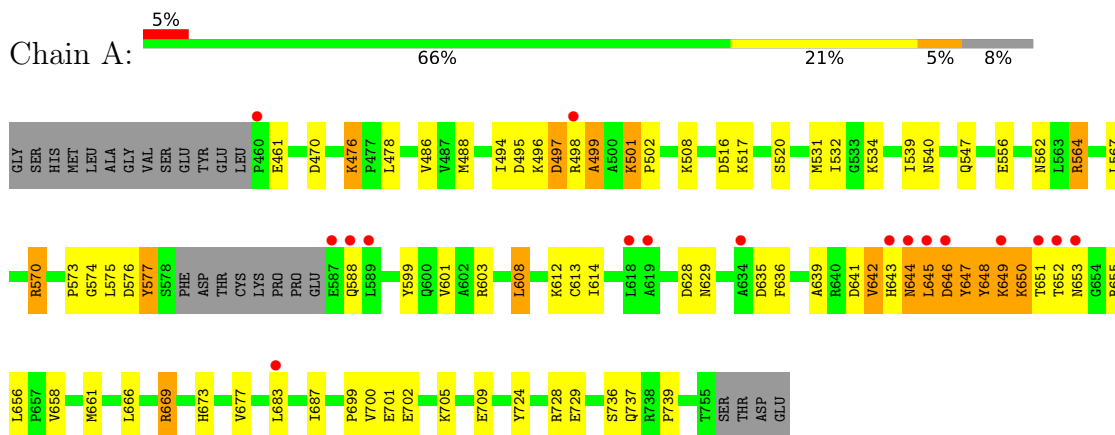 5%
Chain A:
66% 21% 5% 8%
GLY SER HIS MET LEU ALA GLY VAL SER GLU TYR GLU LEU P460 E461 D470 K476 P477 L478 V486 V487 M488 I494 D495 K496 D497 R498 A499 A500 K501 P502 K508 D516 K517 S520 M531 I532 G533 K534 I539 N540 Q547 E556 N562 L563 R564 L567
R570 P573 G574 L575 D576 Y577 S578 PHE ASP THR CYS LYS PRO PRO GLU E587 Q588 L589 Y599 Q600 V601 A602 R603 L608 K612 C613 I614 L618 A619 D628 N629 A634 D635 F636 A639 R640 D641 V642 H643 N644 L645 D646 Y647 Y648 K649 K650 T651 T652 N653 G654 R655
L656 P657 V658 M661 L666 R669 H673 V677 L683 I687 P699 V700 E701 E702 K705 E709 Y724 R728 E729 S736 Q737 R738 P739 T755 SER THR ASP GLU